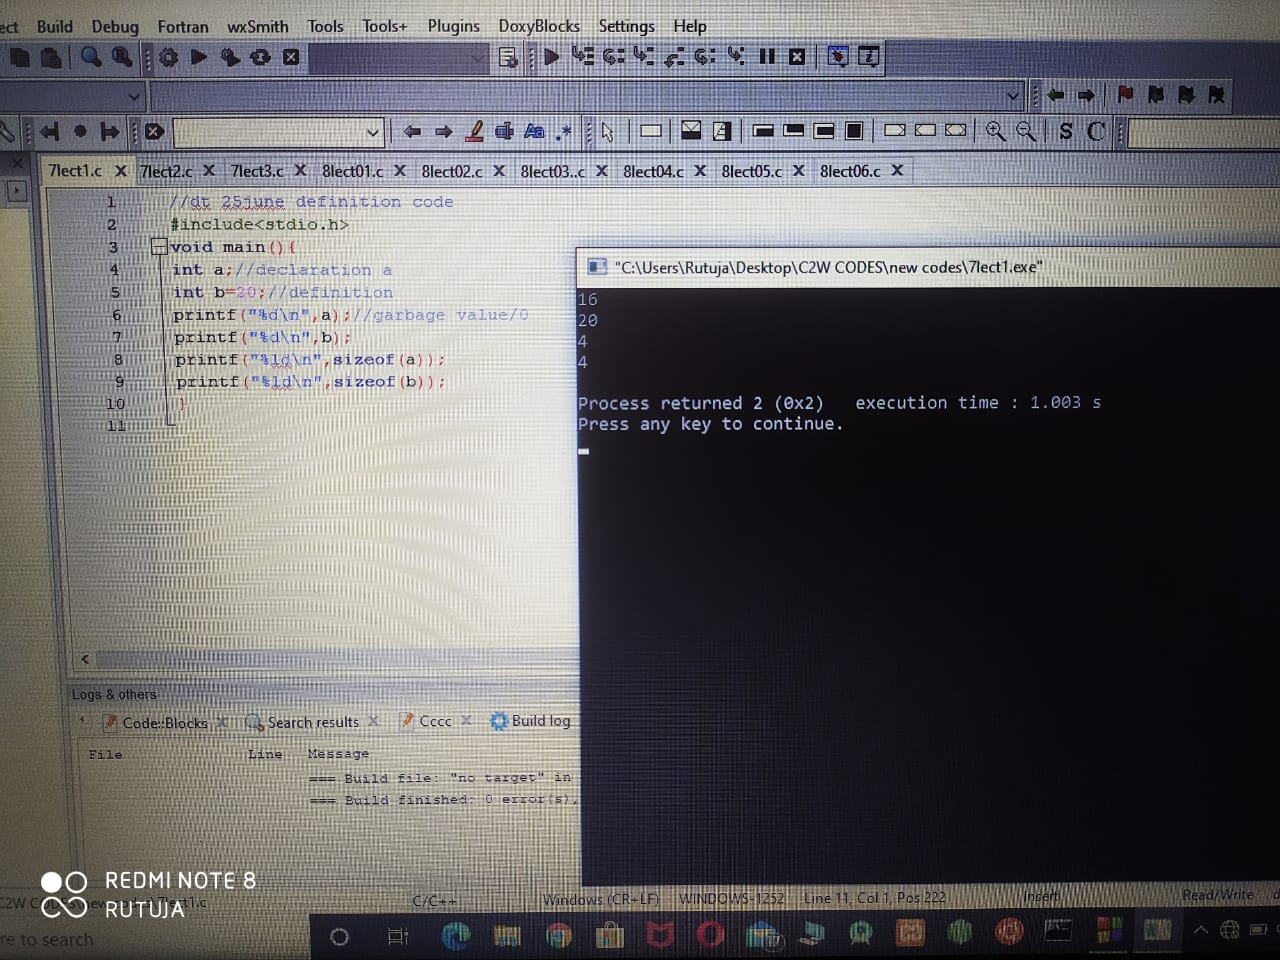 ect Build Debug Fortran wxSmith Tools Tools+ Plugins DoxyBlocks Settings Help
S C
7lect1.c 7lect2.c 7lect3.c 8lect01.c 8lect02.c 8lect03..c 8lect04.c 8lect05.c 8lect06.c
1 //dt 25june definition code
2 #include<stdio.h>
3 void main(){
4 int a;//declaration a
5 int b=20;//definition
6 printf("%d\n",a);//garbage value/0
7 printf("%d\n",b);
8 printf("%ld\n",sizeof(a));
9 printf("%ld\n",sizeof(b));
10 }
11
"C:\Users\Rutuja\Desktop\C2W CODES\new codes\7lect1.exe"
16
20
4
4
Process returned 2 (0x2) execution time : 1.003 s
Press any key to continue.
Logs & others
Code::Blocks Search results Cccc Build log
File Line Message
=== Build file: "no target" in
=== Build finished: 0 error(s),
REDMI NOTE 8
RUTUJA
C/C++ Windows (CR+LF) WINDOWS-1252 Line 11, Col 1, Pos 222 Insert Read/Write
re to search